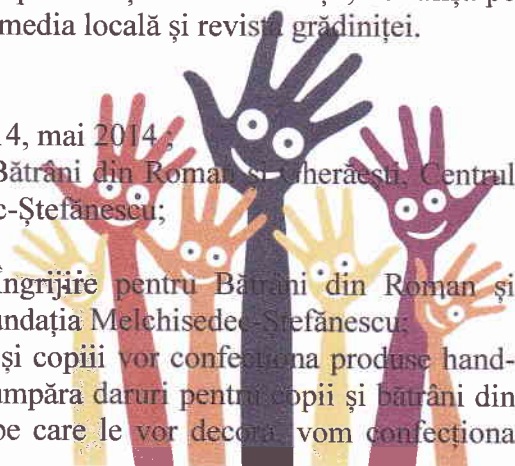 media locală și revista grădiniței.
14, mai 2014 ;
Bătrâni din Roman și Gherăești, Centrul
c-Ștefănescu;
Îngrijire pentru Bătrâni din Roman și
undația Melchisedec-Ștefănescu;
și copiii vor confecționa produse hand-
umpăra daruri pentru copii și bătrâni din
pe care le vor decora, vom confecționa